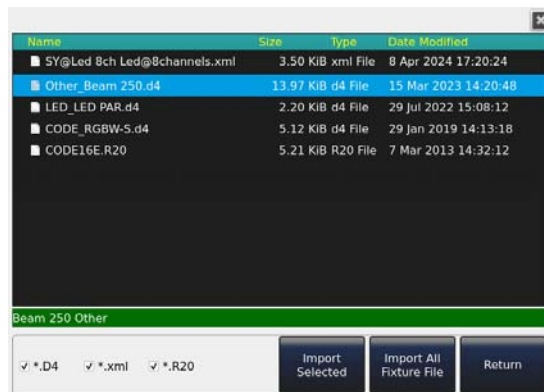 Name Size Type Date Modified
SY@Led 8ch Led@8channels.xml 3.50 KiB xml File 8 Apr 2024 17:20:24
Other_Beam 250.d4 13.97 KiB d4 File 15 Mar 2023 14:20:48
LED_LED PAR.d4 2.20 KiB d4 File 29 Jul 2022 15:08:12
CODE_RGBW-S.d4 5.12 KiB d4 File 29 Jan 2019 14:13:18
CODE16E.R20 5.21 KiB R20 File 7 Mar 2013 14:32:12
Beam 250 Other
*.D4 *.xml *.R20
Import Selected
Import All Fixture File
Return